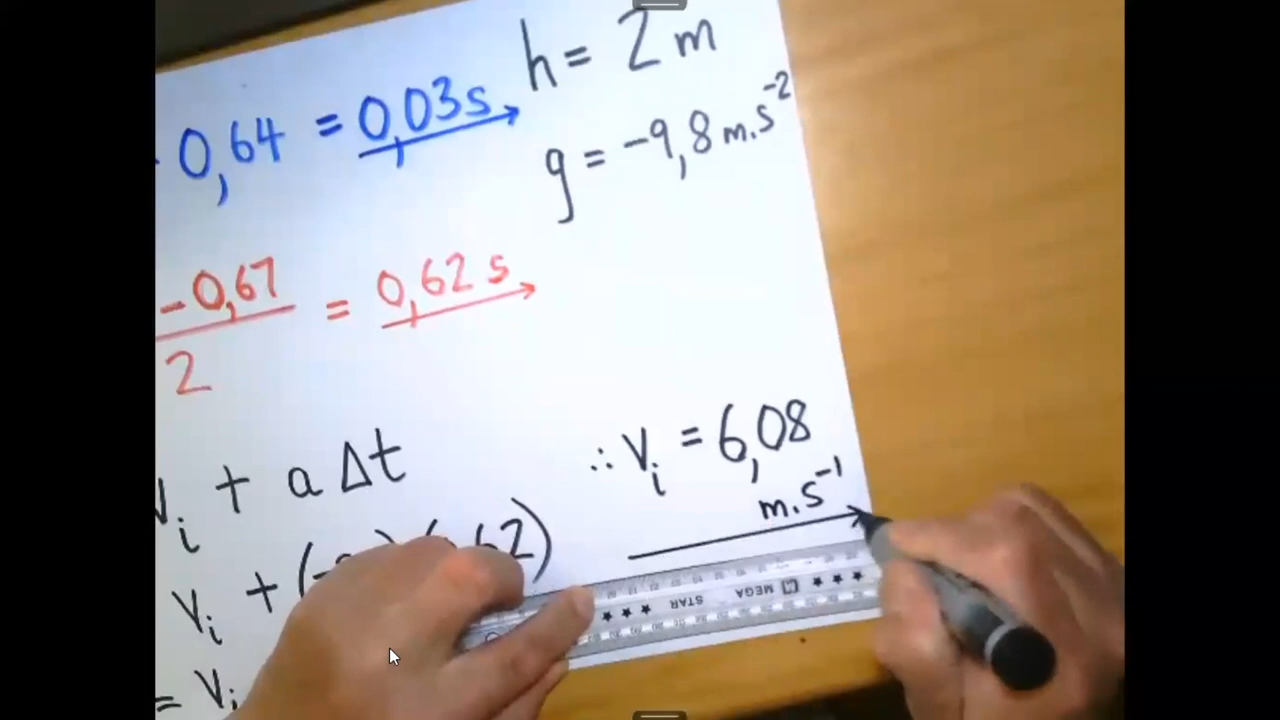 h = 2 m
0,64 = 0,03 s
g = -9,8 m.s⁻²
-0,67 = 0,62 s
2
i + a Δt
∴ Vi = 6,08
m.s⁻¹
Vi + (- )( 62)
= Vi
STAR MEGA